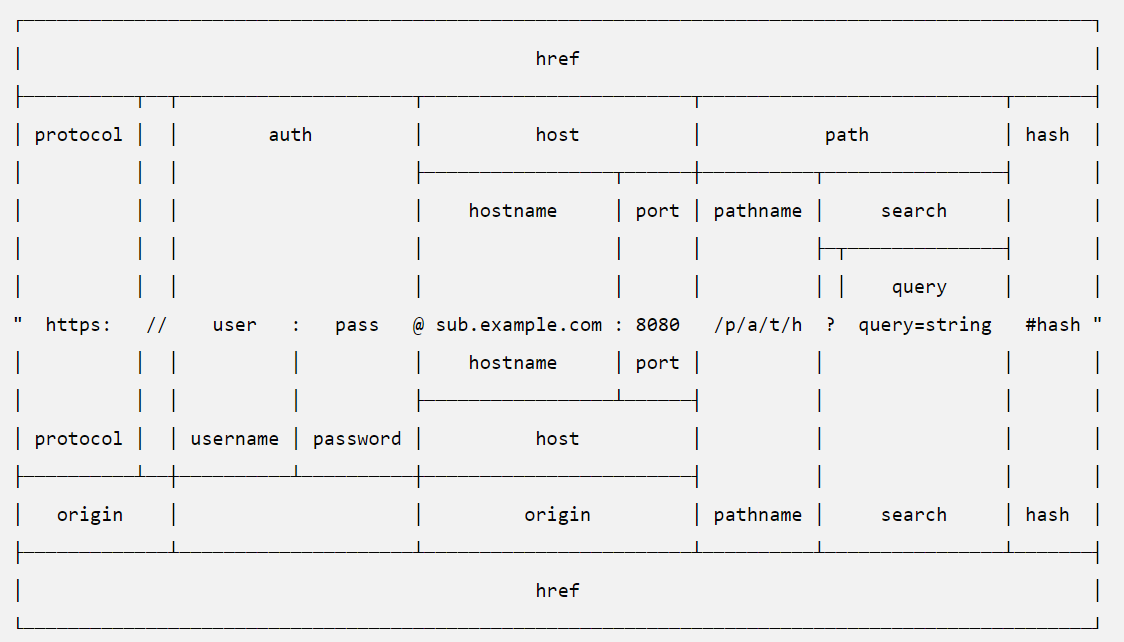 href
protocol auth host path hash
hostname port pathname search
query
" https: // user : pass @ sub.example.com : 8080 /p/a/t/h ? query=string #hash "
hostname port
protocol username password host
origin origin pathname search hash
href